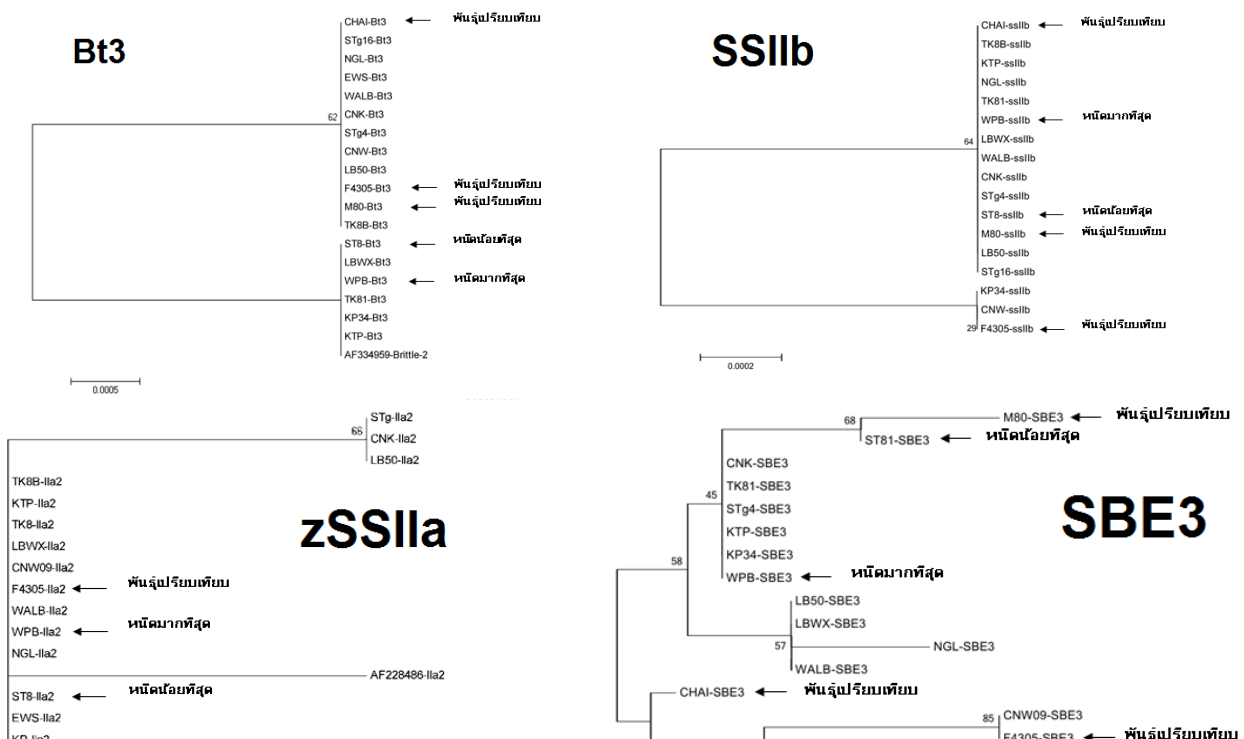 Bt3
CHAI-Bt3
พันธุ์เปรียบเทียบ
STg16-Bt3
NGL-Bt3
EWS-Bt3
WALB-Bt3
CNK-Bt3
62
STg4-Bt3
CNW-Bt3
LB50-Bt3
F4305-Bt3
พันธุ์เปรียบเทียบ
M80-Bt3
พันธุ์เปรียบเทียบ
TK8B-Bt3
ST8-Bt3
หนืดน้อยที่สุด
LBWX-Bt3
WPB-Bt3
หนืดมากที่สุด
TK81-Bt3
KP34-Bt3
KTP-Bt3
AF334959-Brittle-2
0.0005
SSIIb
CHAI-ssIIb
พันธุ์เปรียบเทียบ
TK8B-ssIIb
KTP-ssIIb
NGL-ssIIb
TK81-ssIIb
WPB-ssIIb
หนืดมากที่สุด
LBWX-ssIIb
64
WALB-ssIIb
CNK-ssIIb
STg4-ssIIb
ST8-ssIIb
หนืดน้อยที่สุด
M80-ssIIb
พันธุ์เปรียบเทียบ
LB50-ssIIb
STg16-ssIIb
KP34-ssIIb
CNW-ssIIb
29
F4305-ssIIb
พันธุ์เปรียบเทียบ
0.0002
zSSIIa
STg-IIa2
65
CNK-IIa2
LB50-IIa2
TK8B-IIa2
KTP-IIa2
TK8-IIa2
LBWX-IIa2
CNW09-IIa2
F4305-IIa2
พันธุ์เปรียบเทียบ
WALB-IIa2
WPB-IIa2
หนืดมากที่สุด
NGL-IIa2
AF228486-IIa2
ST8-IIa2
หนืดน้อยที่สุด
EWS-IIa2
SBE3
68
M80-SBE3
พันธุ์เปรียบเทียบ
ST81-SBE3
หนืดน้อยที่สุด
CNK-SBE3
TK81-SBE3
45
STg4-SBE3
KTP-SBE3
KP34-SBE3
58
WPB-SBE3
หนืดมากที่สุด
LB50-SBE3
LBWX-SBE3
57
NGL-SBE3
WALB-SBE3
CHAI-SBE3
พันธุ์เปรียบเทียบ
85
CNW09-SBE3
F4305-SBE3
พันธุ์เปรียบเทียบ